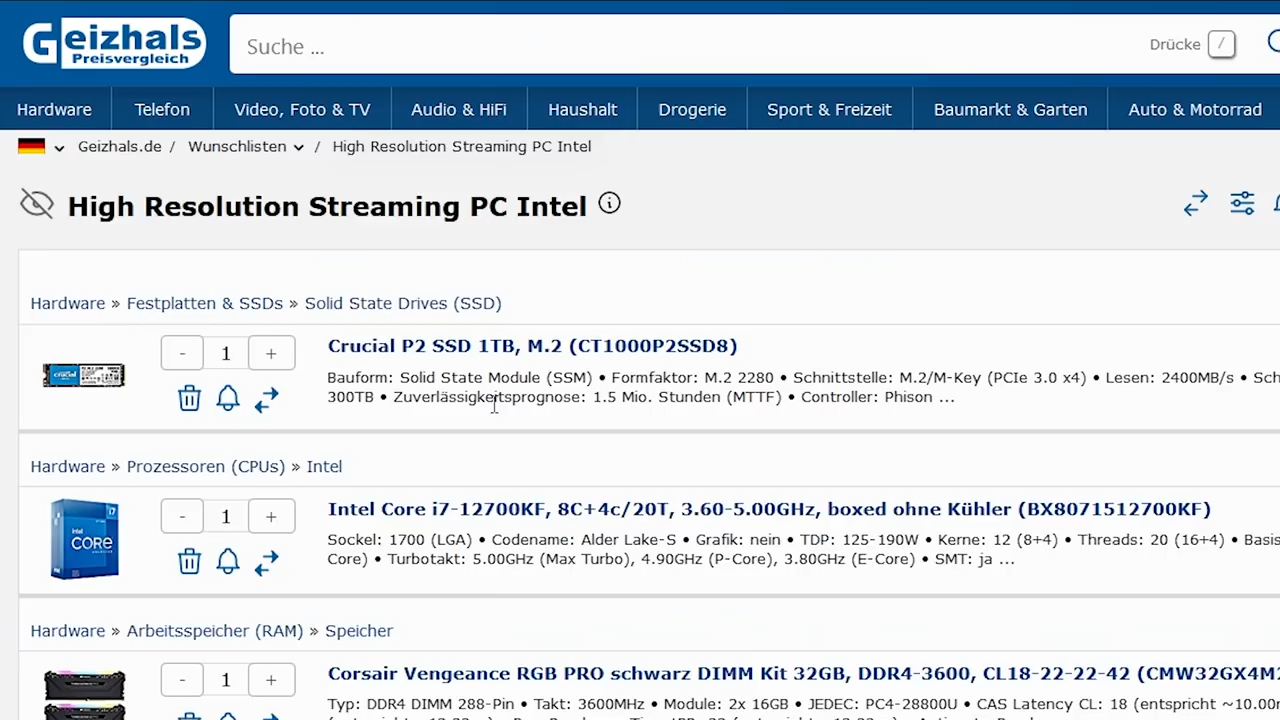 Geizhals
Preisvergleich
Suche ...
Drücke /
Hardware Telefon Video, Foto & TV Audio & HiFi Haushalt Drogerie Sport & Freizeit Baumarkt & Garten Auto & Motorrad
Geizhals.de / Wunschlisten / High Resolution Streaming PC Intel
High Resolution Streaming PC Intel
Hardware » Festplatten & SSDs » Solid State Drives (SSD)
- 1 +
Crucial P2 SSD 1TB, M.2 (CT1000P2SSD8)
Bauform: Solid State Module (SSM) • Formfaktor: M.2 2280 • Schnittstelle: M.2/M-Key (PCIe 3.0 x4) • Lesen: 2400MB/s • Sch
300TB • Zuverlässigkeitsprognose: 1.5 Mio. Stunden (MTTF) • Controller: Phison ...
Hardware » Prozessoren (CPUs) » Intel
intel
CORE
i7
- 1 +
Intel Core i7-12700KF, 8C+4c/20T, 3.60-5.00GHz, boxed ohne Kühler (BX8071512700KF)
Sockel: 1700 (LGA) • Codename: Alder Lake-S • Grafik: nein • TDP: 125-190W • Kerne: 12 (8+4) • Threads: 20 (16+4) • Basis
Core) • Turbotakt: 5.00GHz (Max Turbo), 4.90GHz (P-Core), 3.80GHz (E-Core) • SMT: ja ...
Hardware » Arbeitsspeicher (RAM) » Speicher
- 1 +
Corsair Vengeance RGB PRO schwarz DIMM Kit 32GB, DDR4-3600, CL18-22-22-42 (CMW32GX4M2
Typ: DDR4 DIMM 288-Pin • Takt: 3600MHz • Module: 2x 16GB • JEDEC: PC4-28800U • CAS Latency CL: 18 (entspricht ~10.00